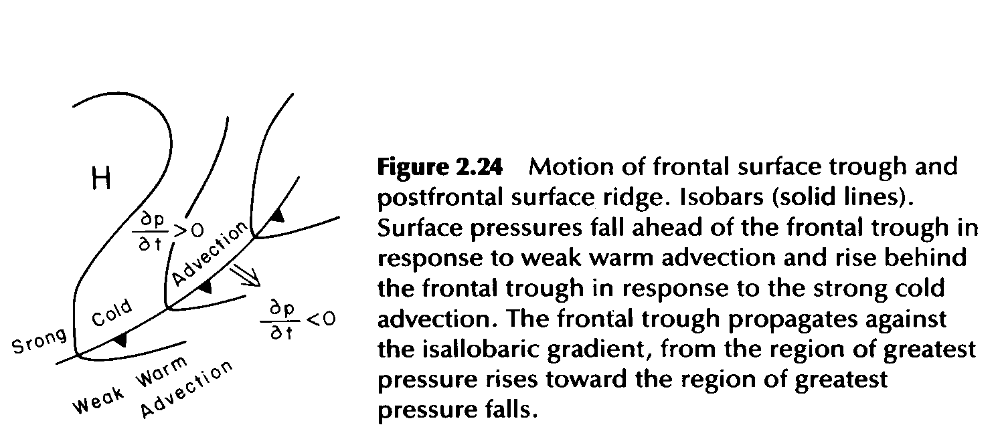 H
∂p/∂t >0
Advection
Cold
Srong
∂p/∂t <0
Weak Warm
Advection
Figure 2.24 Motion of frontal surface trough and
postfrontal surface ridge. Isobars (solid lines).
Surface pressures fall ahead of the frontal trough in
response to weak warm advection and rise behind
the frontal trough in response to the strong cold
advection. The frontal trough propagates against
the isallobaric gradient, from the region of greatest
pressure rises toward the region of greatest
pressure falls.